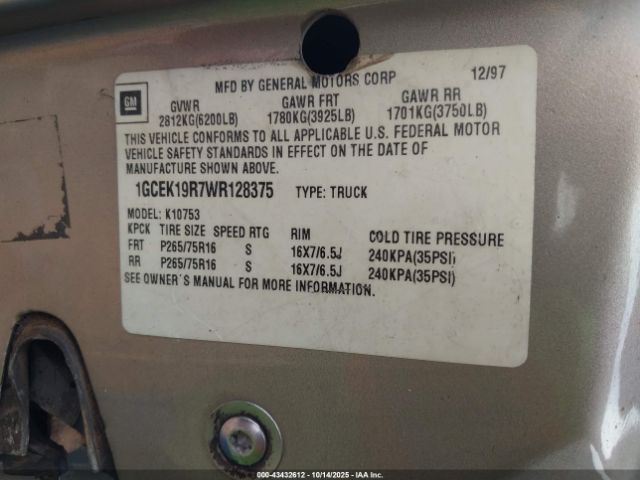 MFD BY GENERAL MOTORS CORP 12/97
GM
GVWR GAWR FRT GAWR RR
2812KG(6200LB) 1780KG(3925LB) 1701KG(3750LB)
THIS VEHICLE CONFORMS TO ALL APPLICABLE U.S. FEDERAL MOTOR
VEHICLE SAFETY STANDARDS IN EFFECT ON THE DATE OF
MANUFACTURE SHOWN ABOVE.
1GCEK19R7WR128375 TYPE: TRUCK
MODEL: K10753
KPCK TIRE SIZE SPEED RTG RIM COLD TIRE PRESSURE
FRT P265/75R16 S 16X7/6.5J 240KPA(35PSI)
RR P265/75R16 S 16X7/6.5J 240KPA(35PSI)
SEE OWNER'S MANUAL FOR MORE INFORMATION.
000-43432612 - 10/14/2025 - IAA Inc.